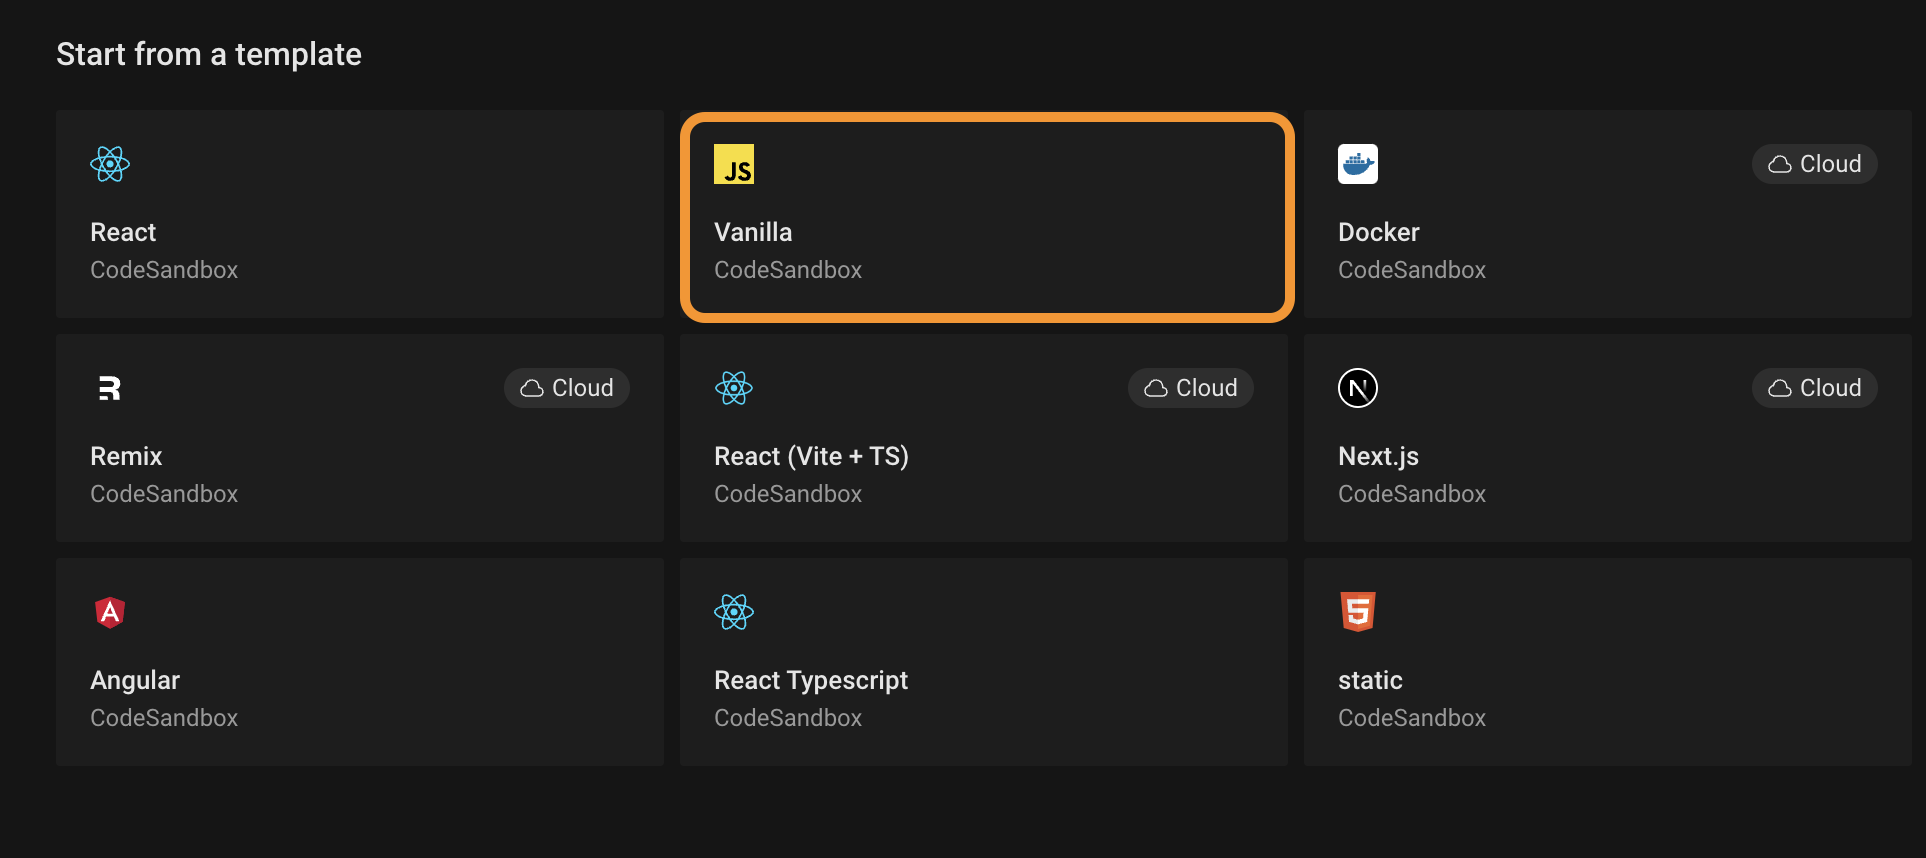 Start from a template
React
CodeSandbox
JS
Vanilla
CodeSandbox
Cloud
Docker
CodeSandbox
Cloud
Remix
CodeSandbox
Cloud
React (Vite + TS)
CodeSandbox
N
Cloud
Next.js
CodeSandbox
A
Angular
CodeSandbox
React Typescript
CodeSandbox
5
static
CodeSandbox